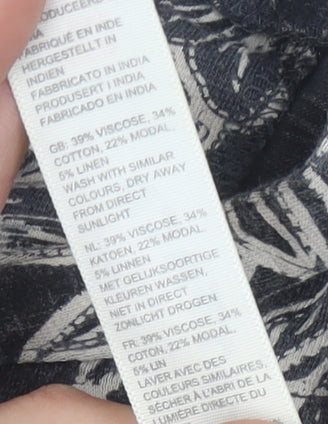 FABRIQUÉ EN INDE
HERGESTELLT IN
INDIEN
FABBRICATO IN INDIA
PRODUSERT I INDIA
FABRICADO EN INDIA
GB: 39% VISCOSE, 34%
COTTON, 22% MODAL,
5% LINEN
WASH WITH SIMILAR
COLOURS, DRY AWAY
FROM DIRECT
SUNLIGHT
NL: 39% VISCOSE, 34%
KATOEN, 22% MODAL,
5% LINNEN
MET GELIJKSOORTIGE
KLEUREN WASSEN,
NIET IN DIRECT
ZONLICHT DROGEN
FR: 39% VISCOSE, 34%
COTON, 22% MODAL,
5% LIN
LAVER AVEC DES
COULEURS SIMILAIRES,
SÉCHER À L'ABRI DE LA
LUMIÈRE DIRECTE DU